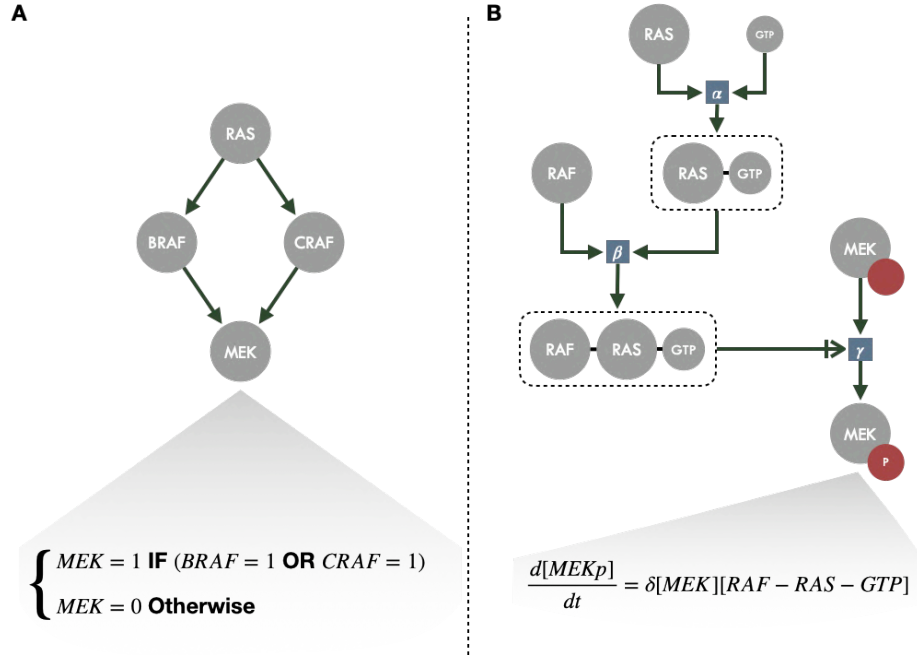 A
RAS
BRAF
CRAF
MEK
MEK = 1 IF (BRAF = 1 OR CRAF = 1)
MEK = 0 Otherwise
B
RAS
GTP
α
RAF
RAS
GTP
β
MEK
RAF
RAS
GTP
γ
MEK
P
d[MEKp]
dt
= δ[MEK][RAF − RAS − GTP]